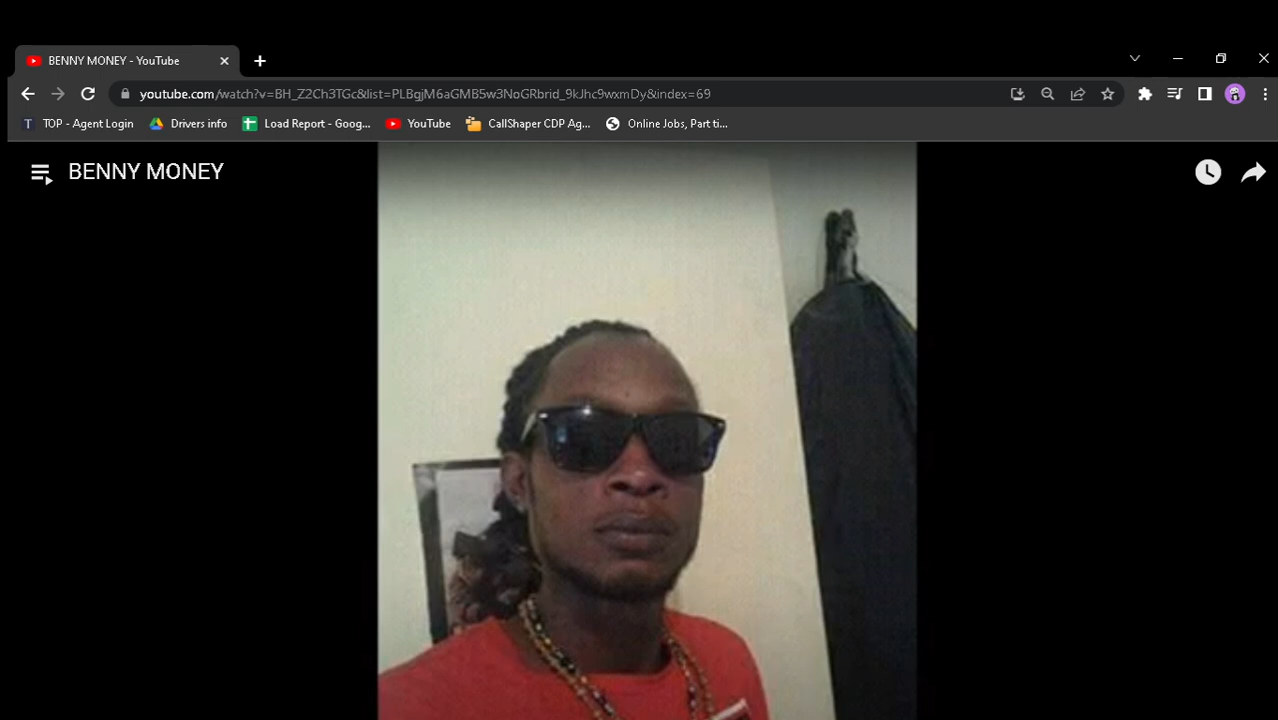 BENNY MONEY - YouTube
youtube.com/watch?v=BH_Z2Ch3TGc&list=PLBgjM6aGMB5w3NoGRbrid_9kJhc9wxmDy&index=69
TOP - Agent Login Drivers info Load Report - Goog... YouTube CallShaper CDP Ag... Online Jobs, Part ti...
BENNY MONEY